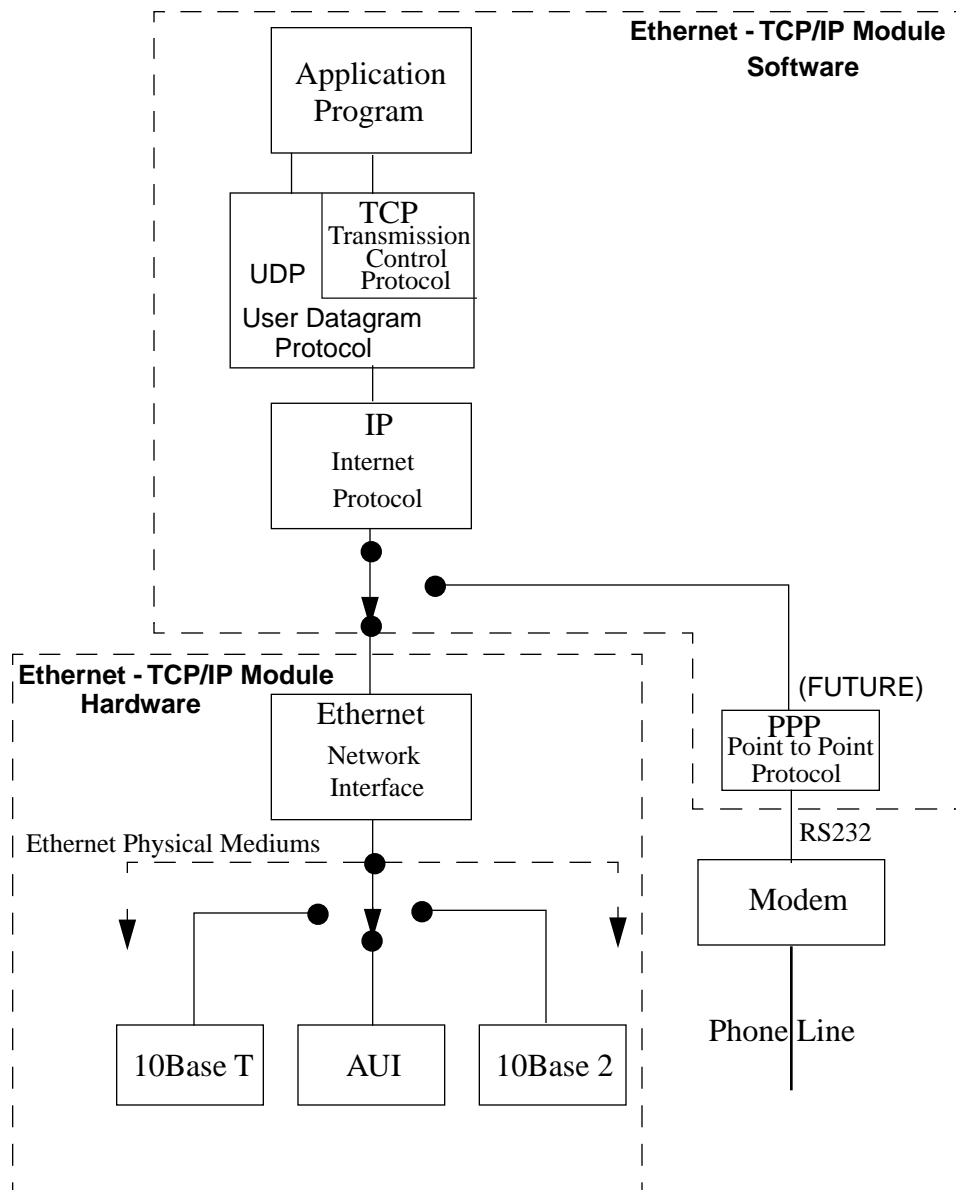 Ethernet - TCP/IP Module
Software
Application
Program
TCP
Transmission
Control
Protocol
UDP
User Datagram
Protocol
IP
Internet
Protocol
Ethernet - TCP/IP Module
Hardware
Ethernet
Network
Interface
(FUTURE)
PPP
Point to Point
Protocol
RS232
Ethernet Physical Mediums
Modem
Phone Line
10Base T
AUI
10Base 2